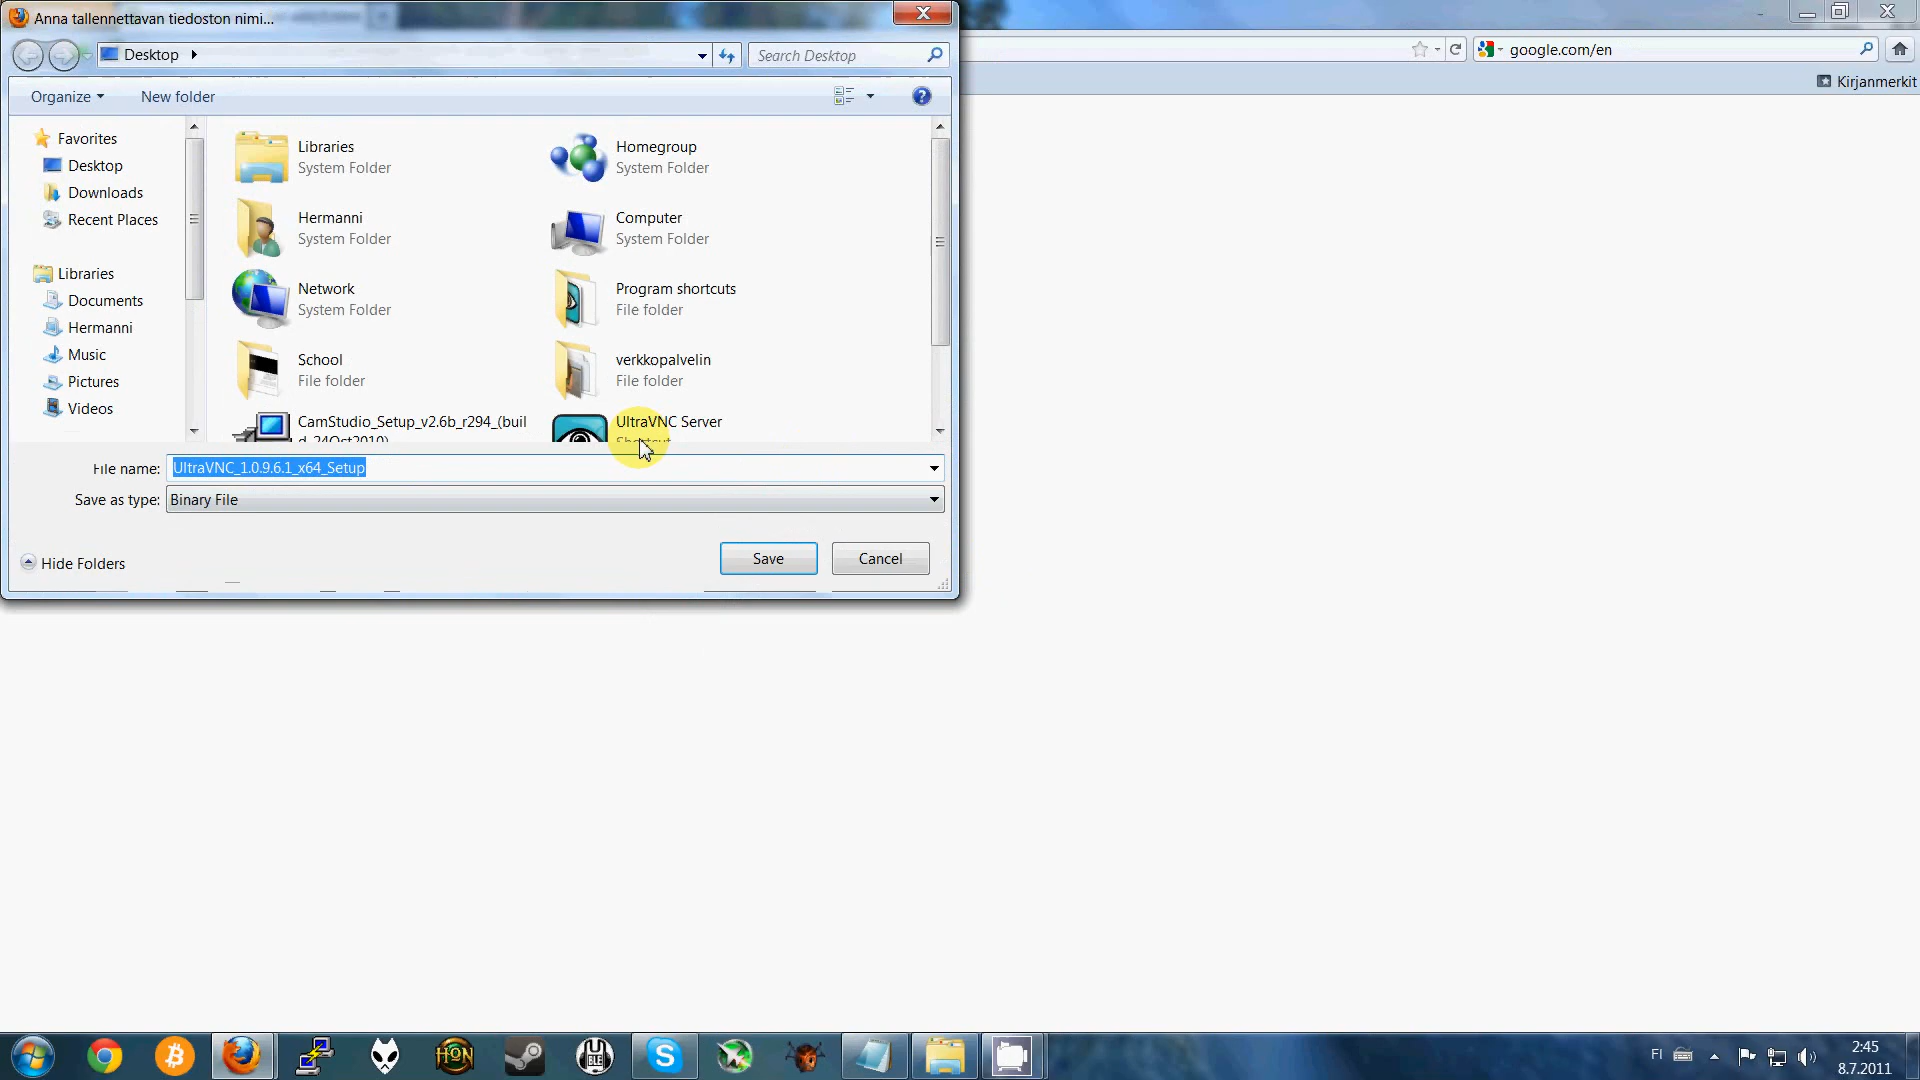 Anna tallennettavan tiedoston nimi...
Desktop
Search Desktop
google.com/en
Kirjanmerkit
Organize
New folder
Favorites
Desktop
Downloads
Recent Places
Libraries
Documents
Hermanni
Music
Pictures
Videos
Libraries
System Folder
Homegroup
System Folder
Hermanni
System Folder
Computer
System Folder
Network
System Folder
Program shortcuts
File folder
School
File folder
verkkopalvelin
File folder
CamStudio_Setup_v2.6b_r294_(buil
d_24Oct2010)
UltraVNC Server
Shortcut
File name: UltraVNC_1.0.9.6.1_x64_Setup
Save as type: Binary File
Hide Folders
Save
Cancel
HON
UBLE
FI
2:45
8.7.2011